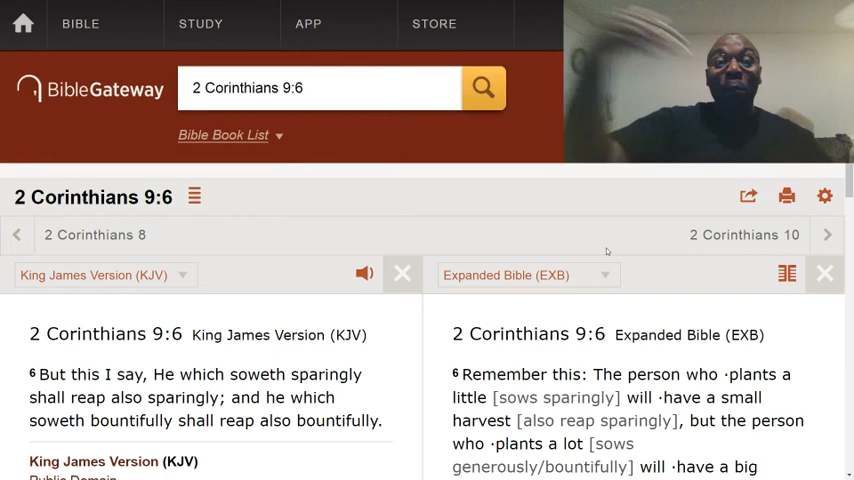 BIBLE STUDY APP STORE
BibleGateway 2 Corinthians 9:6
Bible Book List
2 Corinthians 9:6
2 Corinthians 8 2 Corinthians 10
King James Version (KJV)
Expanded Bible (EXB)
2 Corinthians 9:6 King James Version (KJV)
6 But this I say, He which soweth sparingly
shall reap also sparingly; and he which
soweth bountifully shall reap also bountifully.
King James Version (KJV)
Public Domain
2 Corinthians 9:6 Expanded Bible (EXB)
6 Remember this: The person who ·plants a
little [sows sparingly] will ·have a small
harvest [also reap sparingly], but the person
who ·plants a lot [sows
generously/bountifully] will ·have a big